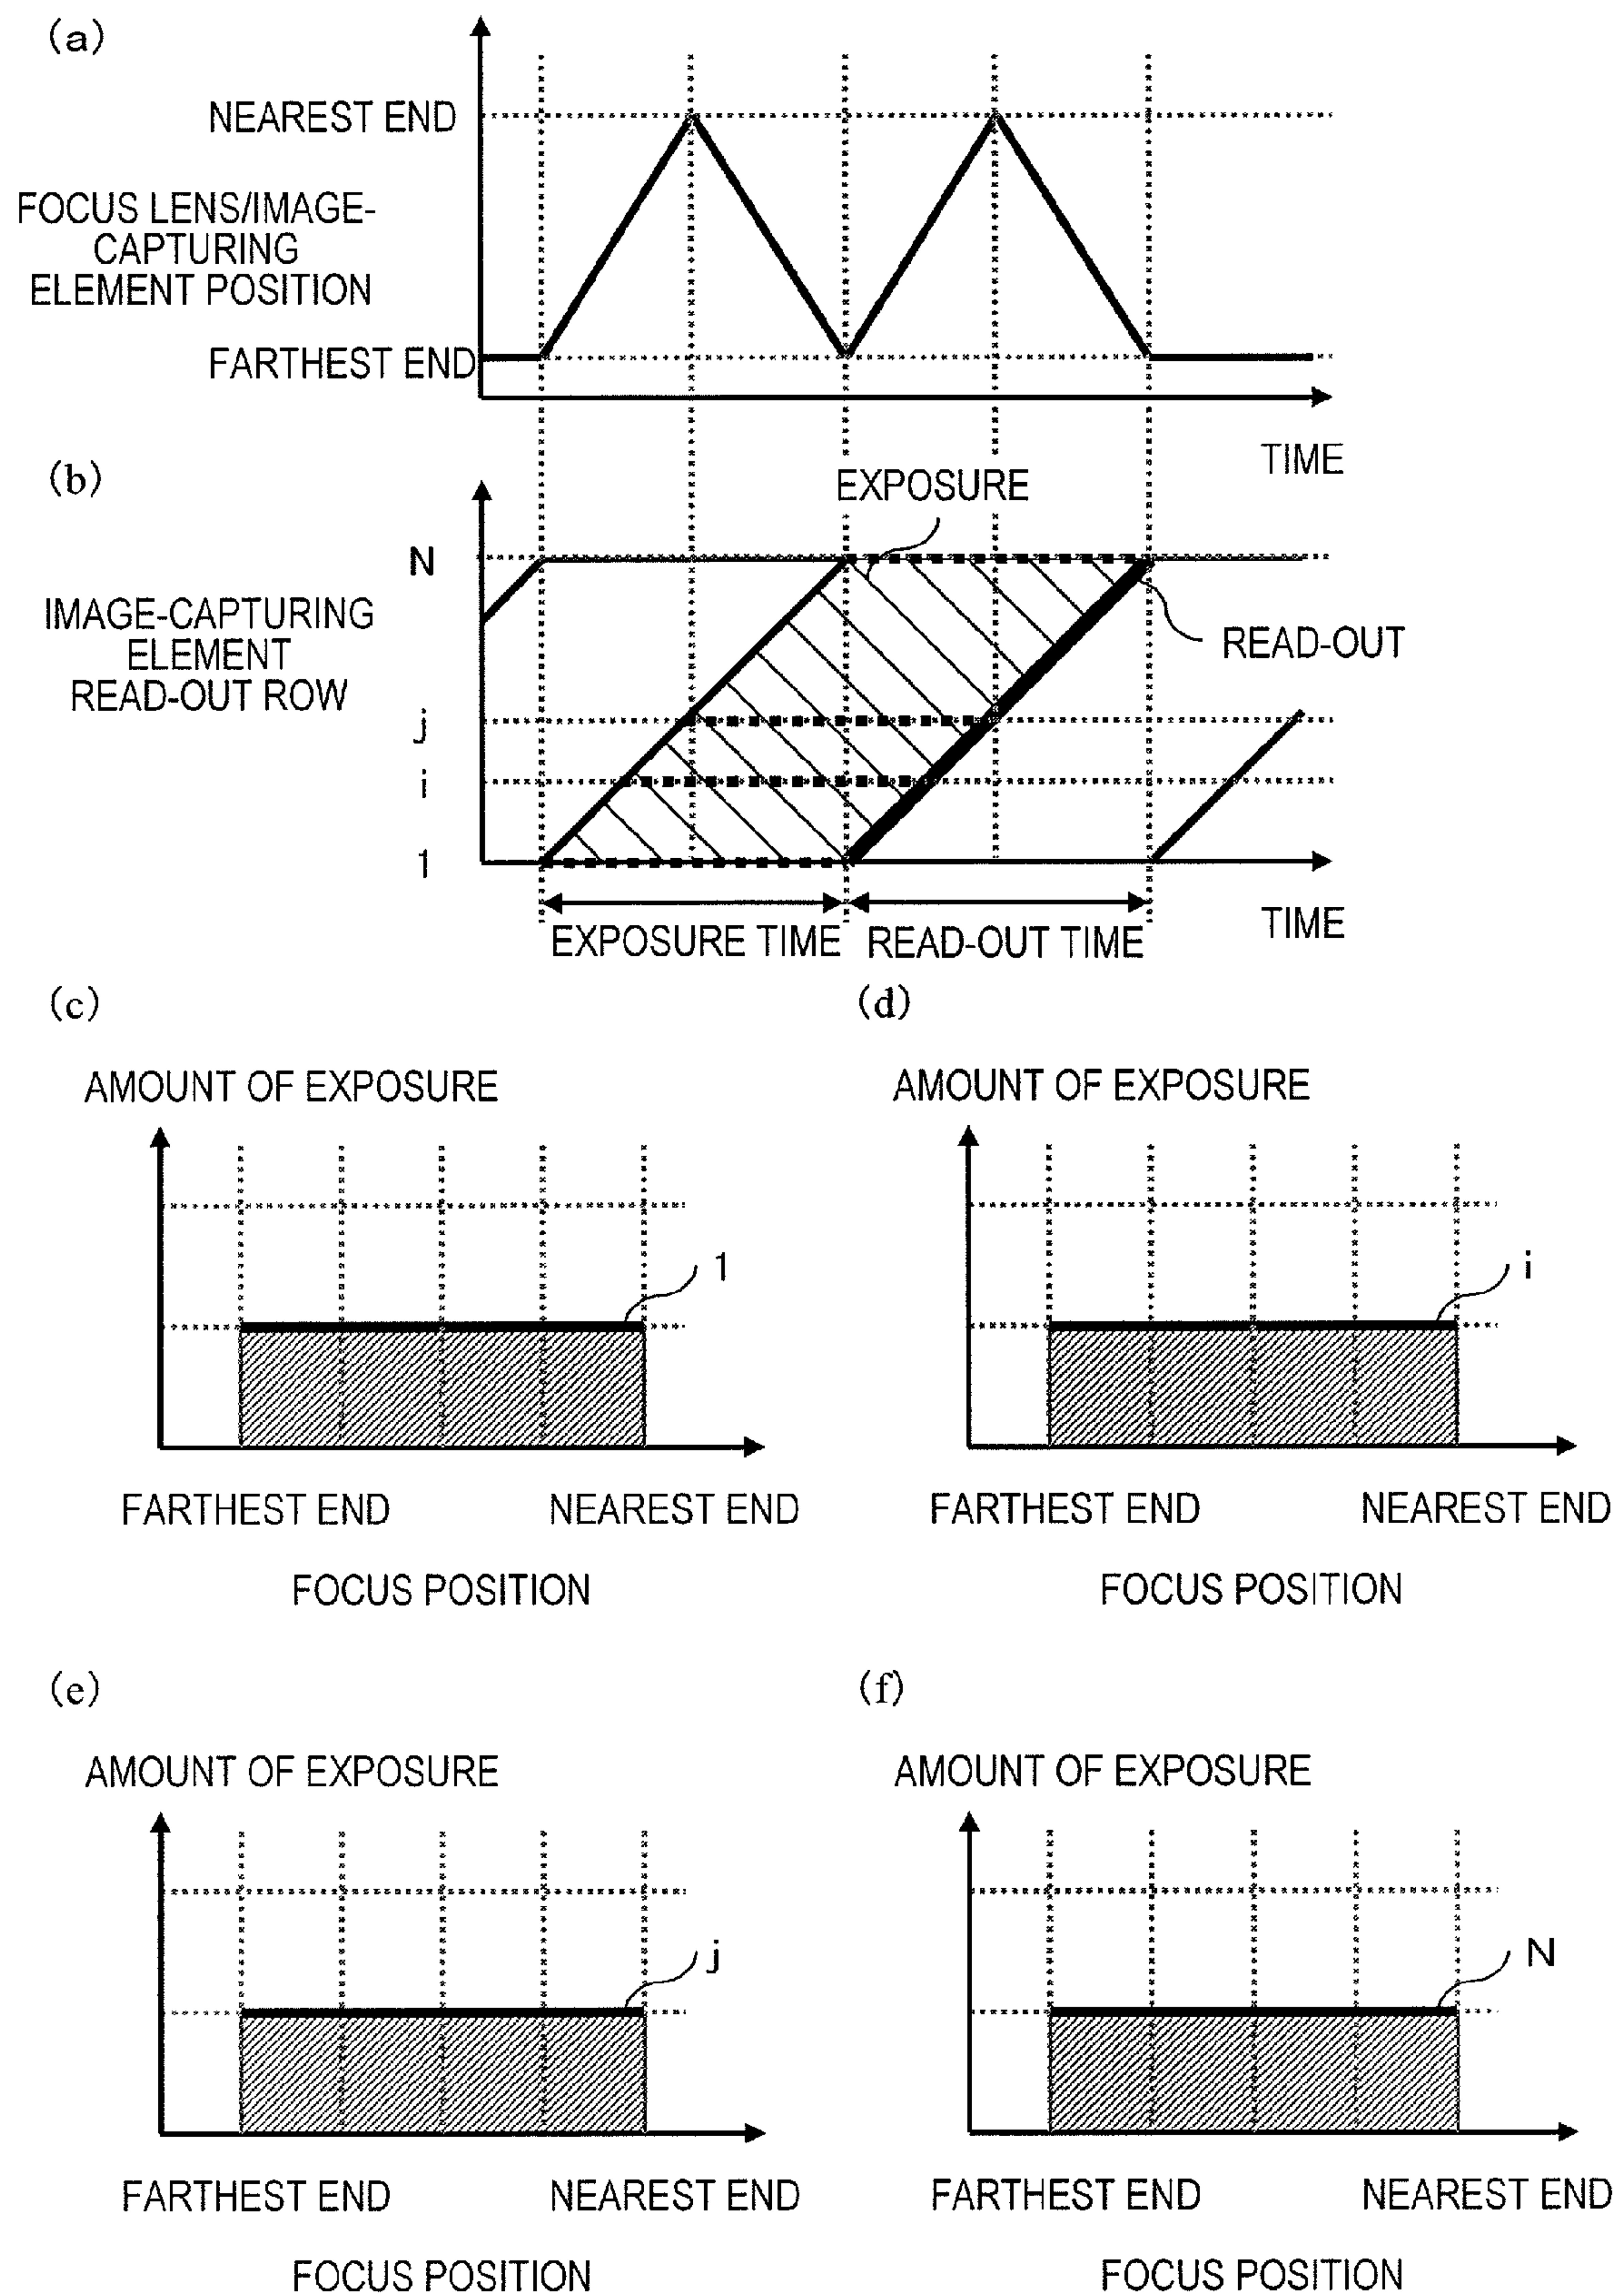 (a)
NEAREST END
FOCUS LENS/IMAGE-
CAPTURING
ELEMENT POSITION
FARTHEST END
TIME
(b)
EXPOSURE
N
IMAGE-CAPTURING
ELEMENT
READ-OUT ROW
READ-OUT
j
i
1
TIME
EXPOSURE TIME
READ-OUT TIME
(c)
AMOUNT OF EXPOSURE
1
FARTHEST END
NEAREST END
FOCUS POSITION
(d)
AMOUNT OF EXPOSURE
i
FARTHEST END
NEAREST END
FOCUS POSITION
(e)
AMOUNT OF EXPOSURE
j
FARTHEST END
NEAREST END
FOCUS POSITION
(f)
AMOUNT OF EXPOSURE
N
FARTHEST END
NEAREST END
FOCUS POSITION